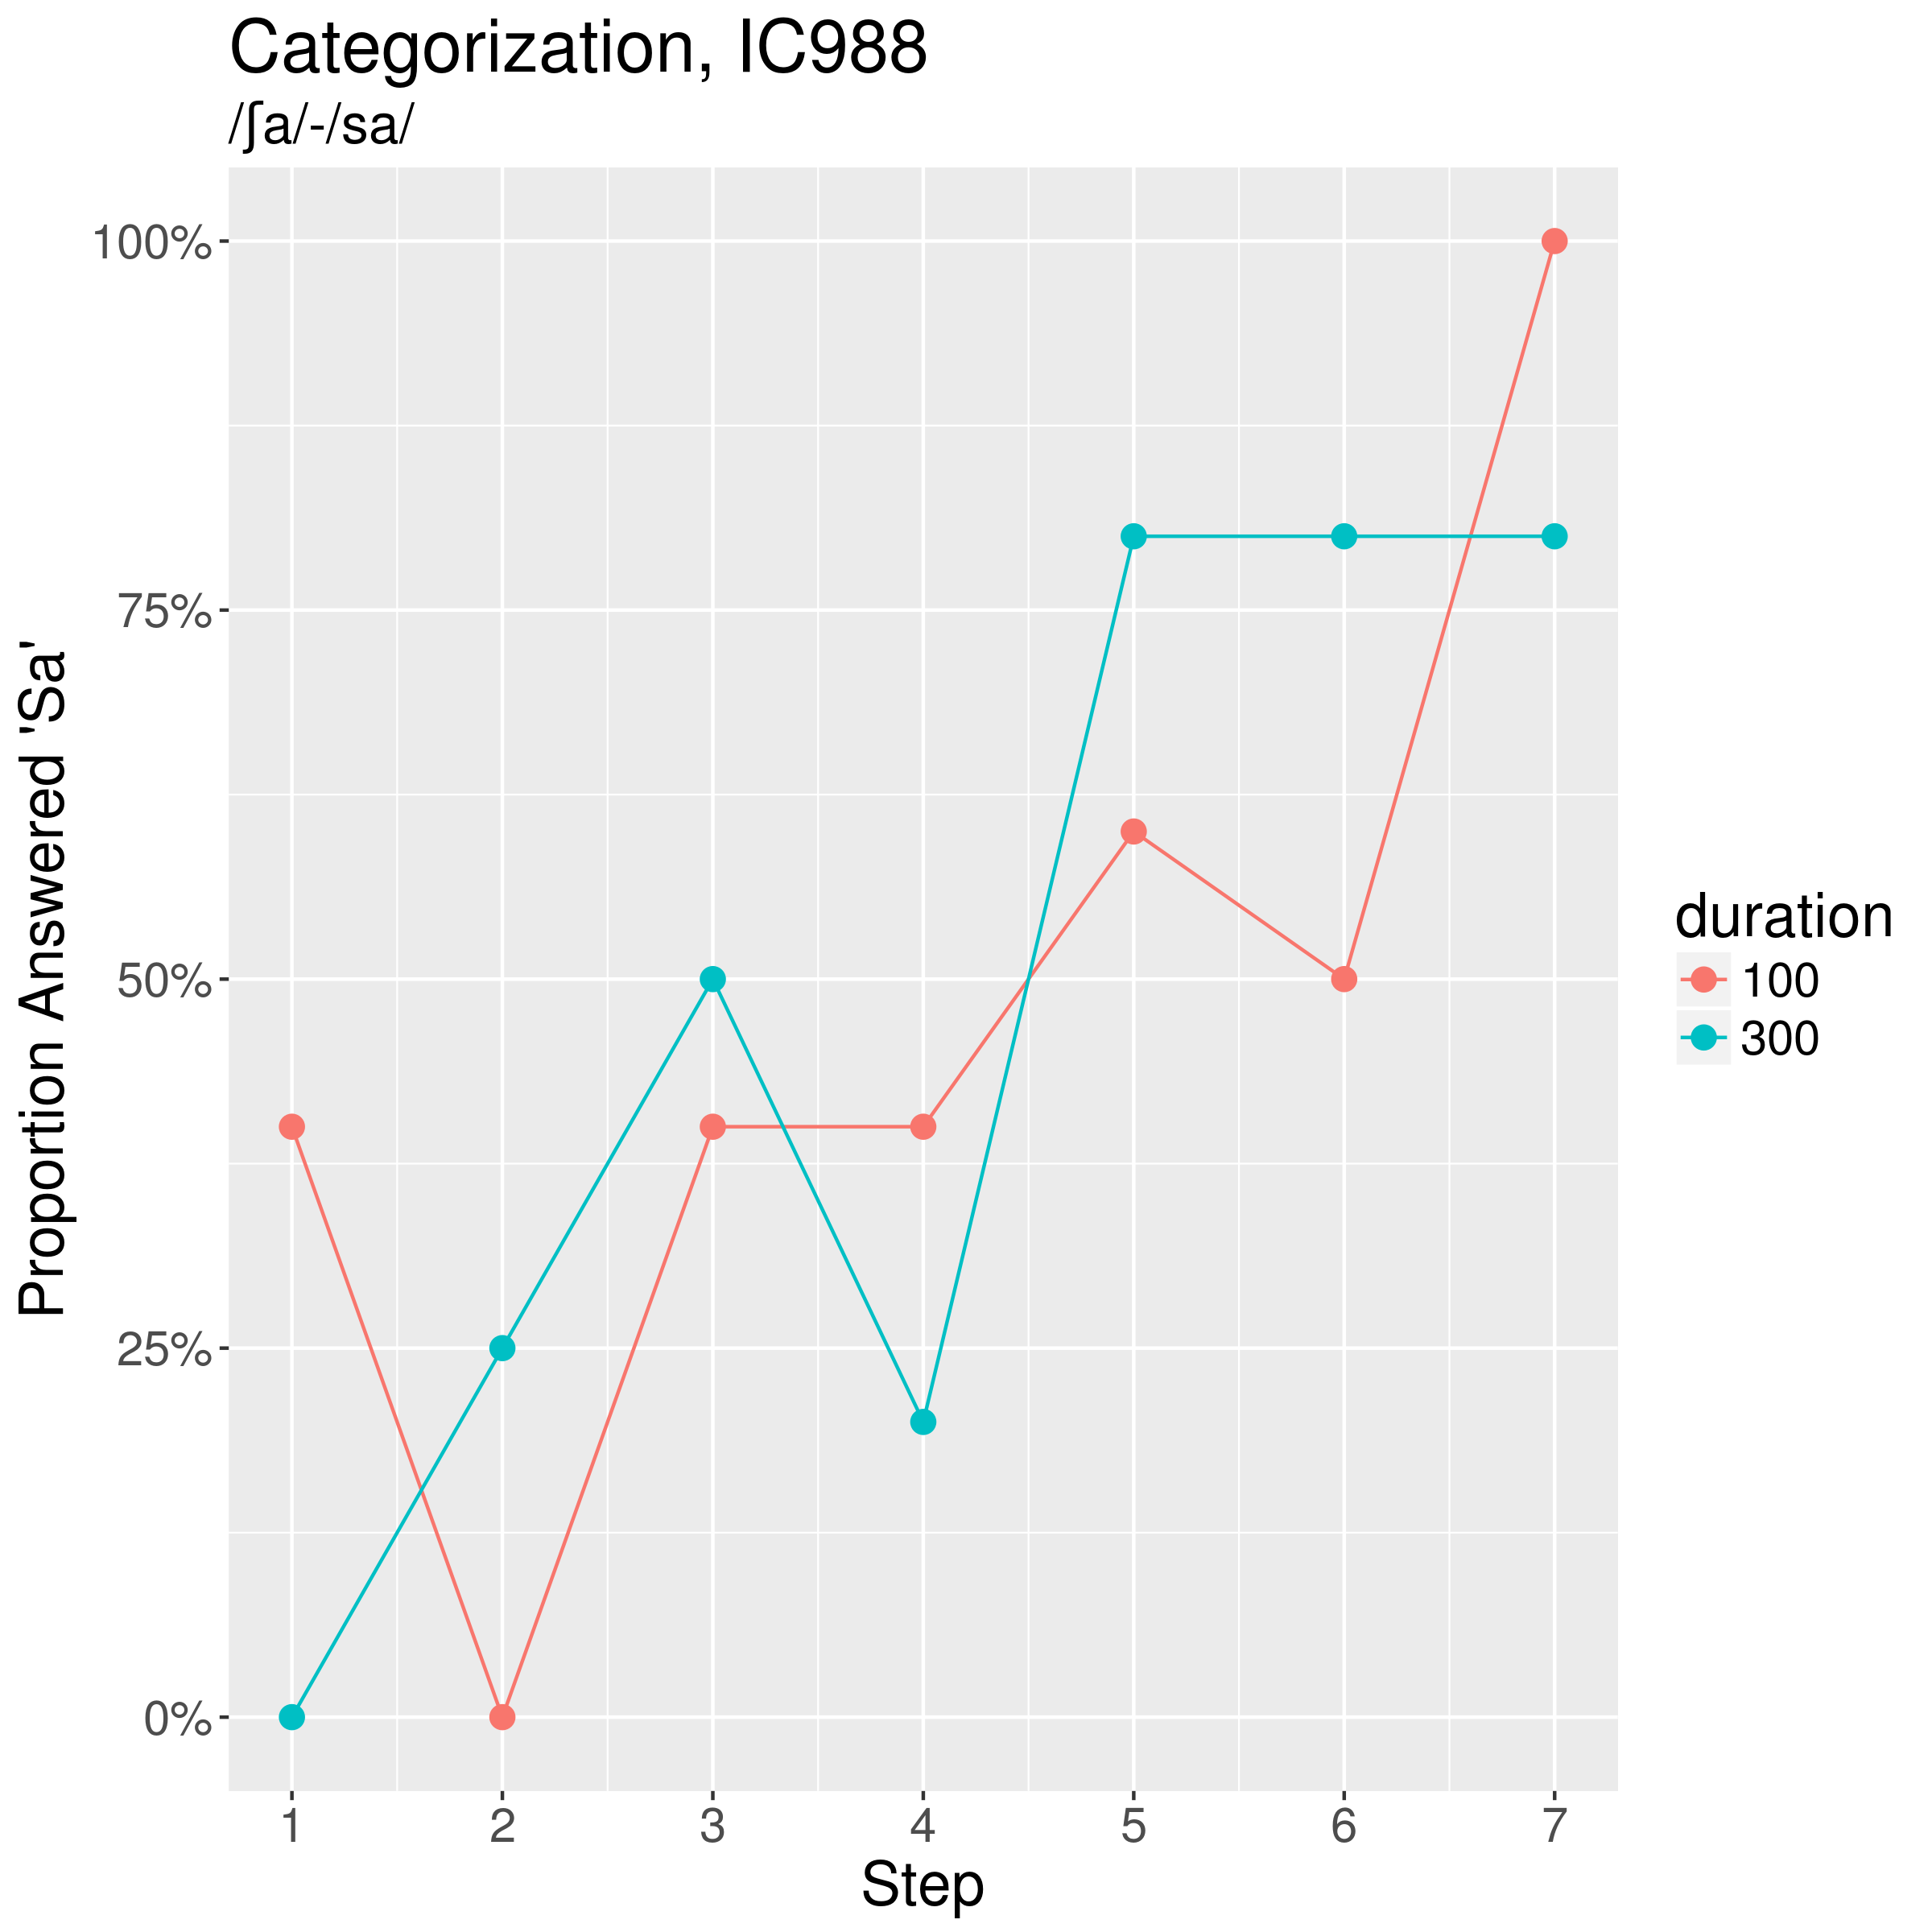 Categorization, IC988
/ʃa/-/sa/
Proportion Answered 'Sa'
100%
75%
50%
25%
0%
1 2 3 4 5 6 7
Step
duration
100
300